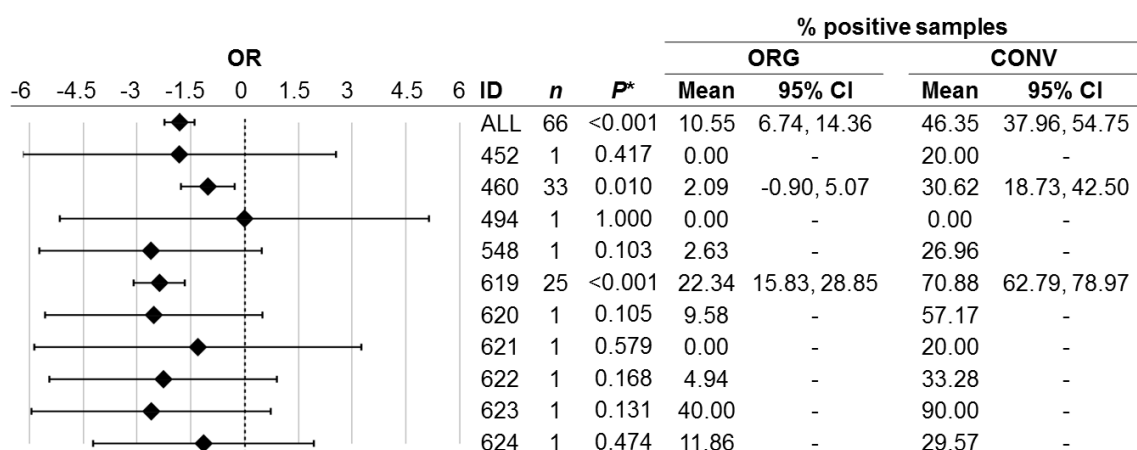 % positive samples
OR ORG CONV
-6 -4.5 -3 -1.5 0 1.5 3 4.5 6 ID n P* Mean 95% CI Mean 95% CI
ALL 66 <0.001 10.55 6.74, 14.36 46.35 37.96, 54.75
452 1 0.417 0.00 - 20.00 -
460 33 0.010 2.09 -0.90, 5.07 30.62 18.73, 42.50
494 1 1.000 0.00 - 0.00 -
548 1 0.103 2.63 - 26.96 -
619 25 <0.001 22.34 15.83, 28.85 70.88 62.79, 78.97
620 1 0.105 9.58 - 57.17 -
621 1 0.579 0.00 - 20.00 -
622 1 0.168 4.94 - 33.28 -
623 1 0.131 40.00 - 90.00 -
624 1 0.474 11.86 - 29.57 -